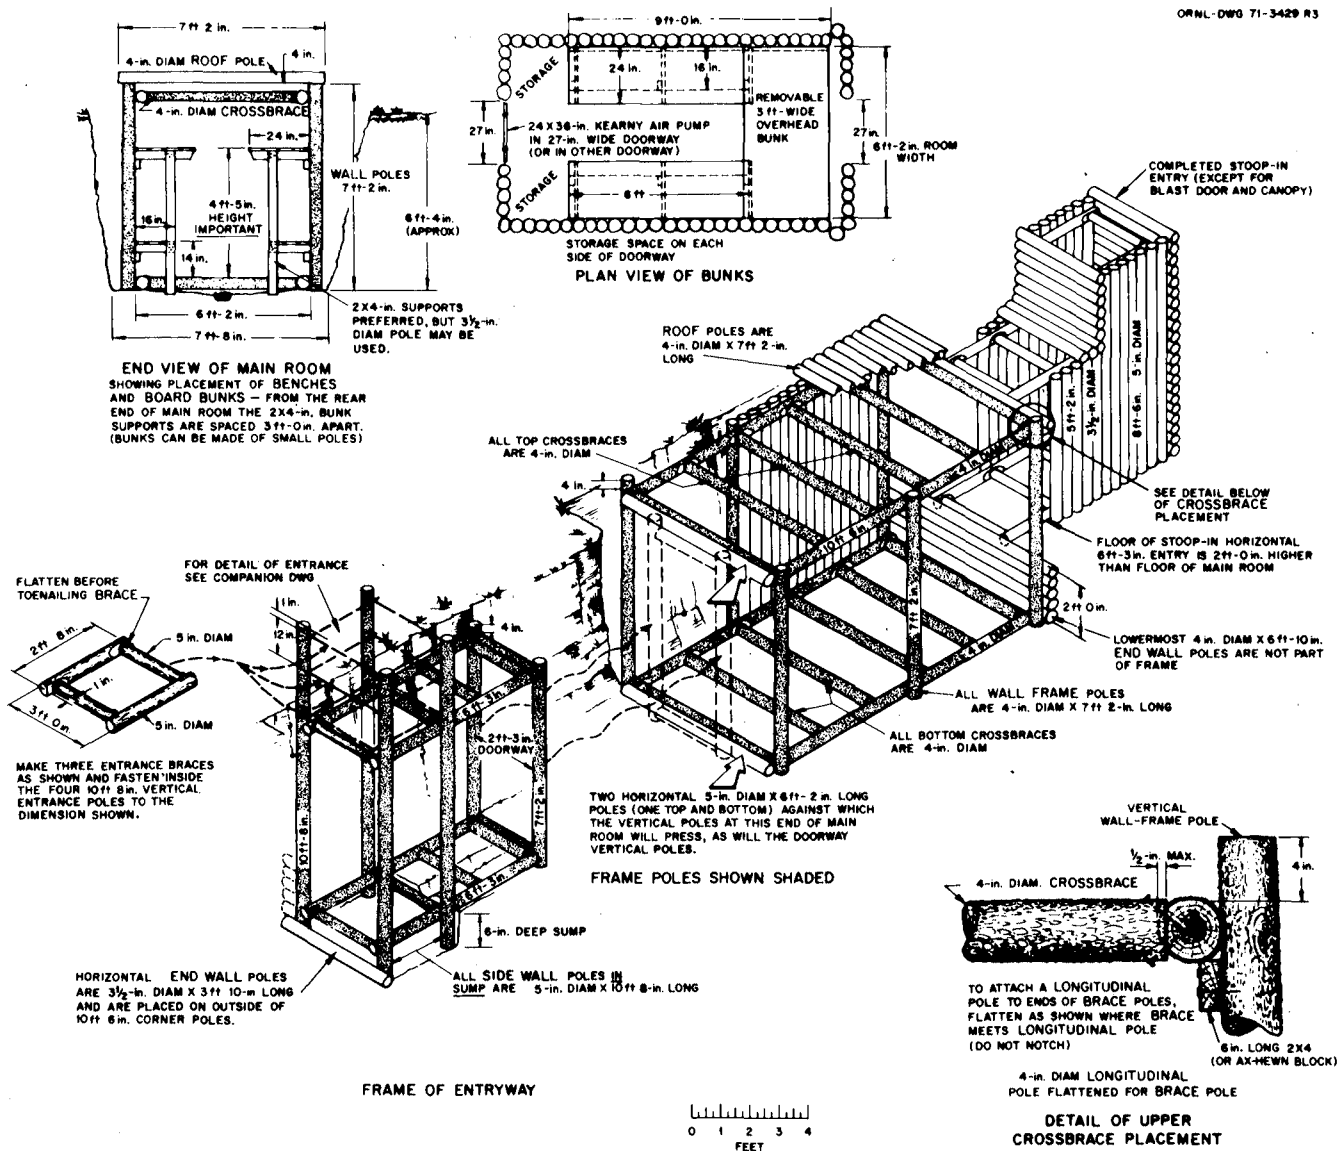 ORNL-DWG 71-3429 R3
7 ft 2 in.
4-in. DIAM ROOF POLE
4 in.
4-in. DIAM CROSSBRACE
24 in.
WALL POLES
7 ft-2 in.
4 ft-5 in.
HEIGHT
IMPORTANT
16 in.
14 in.
6 ft-4 in.
(APPROX)
6 ft-2 in.
7 ft-8 in.
2X4-in. SUPPORTS
PREFERRED, BUT 3½-in.
DIAM POLE MAY BE
USED.
END VIEW OF MAIN ROOM
SHOWING PLACEMENT OF BENCHES
AND BOARD BUNKS – FROM THE REAR
END OF MAIN ROOM THE 2X4-in. BUNK
SUPPORTS ARE SPACED 3 ft-0 in. APART.
(BUNKS CAN BE MADE OF SMALL POLES)
9 ft-0 in.
STORAGE
24 in.
16 in.
REMOVABLE
3 ft-WIDE
OVERHEAD
BUNK
27 in.
24 X 36-in. KEARNY AIR PUMP
IN 27-in. WIDE DOORWAY
(OR IN OTHER DOORWAY)
27 in.
6 ft-2 in. ROOM
WIDTH
STORAGE
6 ft
STORAGE SPACE ON EACH
SIDE OF DOORWAY
PLAN VIEW OF BUNKS
COMPLETED STOOP-IN
ENTRY (EXCEPT FOR
BLAST DOOR AND CANOPY)
ROOF POLES ARE
4-in. DIAM X 7 ft 2-in.
LONG
5 ft-2 in.
3½-in. DIAM
8 ft-6 in.
5-in. DIAM
ALL TOP CROSSBRACES
ARE 4-in. DIAM
4 in.
4 in. DIAM
10 ft 6 in.
7 ft 2 in.
4 in. DIAM
SEE DETAIL BELOW
OF CROSSBRACE
PLACEMENT
FLOOR OF STOOP-IN HORIZONTAL
6 ft-3 in. ENTRY IS 2 ft-0 in. HIGHER
THAN FLOOR OF MAIN ROOM
2 ft 0 in.
LOWERMOST 4 in. DIAM X 6 ft-10 in.
END WALL POLES ARE NOT PART
OF FRAME
ALL WALL FRAME POLES
ARE 4-in. DIAM X 7 ft 2-in. LONG
ALL BOTTOM CROSSBRACES
ARE 4-in. DIAM
TWO HORIZONTAL 5-in. DIAM X 6 ft-2 in. LONG
POLES (ONE TOP AND BOTTOM) AGAINST WHICH
THE VERTICAL POLES AT THIS END OF MAIN
ROOM WILL PRESS, AS WILL THE DOORWAY
VERTICAL POLES.
FRAME POLES SHOWN SHADED
FOR DETAIL OF ENTRANCE
SEE COMPANION DWG
FLATTEN BEFORE
TOENAILING BRACE
2 ft 8 in.
5 in. DIAM
1 in.
3 ft 0 in.
5 in. DIAM
MAKE THREE ENTRANCE BRACES
AS SHOWN AND FASTEN INSIDE
THE FOUR 10 ft 8 in. VERTICAL
ENTRANCE POLES TO THE
DIMENSION SHOWN.
1 in.
12 in.
4 in.
6 ft-3 in.
2 ft-3 in.
DOORWAY
7 ft-2 in.
10 ft-8 in.
6 ft-3 in.
6-in. DEEP SUMP
ALL SIDE WALL POLES IN
SUMP ARE 5-in. DIAM X 10 ft 8-in. LONG
HORIZONTAL END WALL POLES
ARE 3½-in. DIAM X 3 ft 10-in LONG
AND ARE PLACED ON OUTSIDE OF
10 ft 6 in. CORNER POLES.
FRAME OF ENTRYWAY
0 1 2 3 4
FEET
VERTICAL
WALL-FRAME POLE
½-in. MAX.
4 in.
4-in. DIAM. CROSSBRACE
TO ATTACH A LONGITUDINAL
POLE TO ENDS OF BRACE POLES,
FLATTEN AS SHOWN WHERE BRACE
MEETS LONGITUDINAL POLE
(DO NOT NOTCH)
6 in. LONG 2X4
(OR AX-HEWN BLOCK)
4-in. DIAM LONGITUDINAL
POLE FLATTENED FOR BRACE POLE
DETAIL OF UPPER
CROSSBRACE PLACEMENT